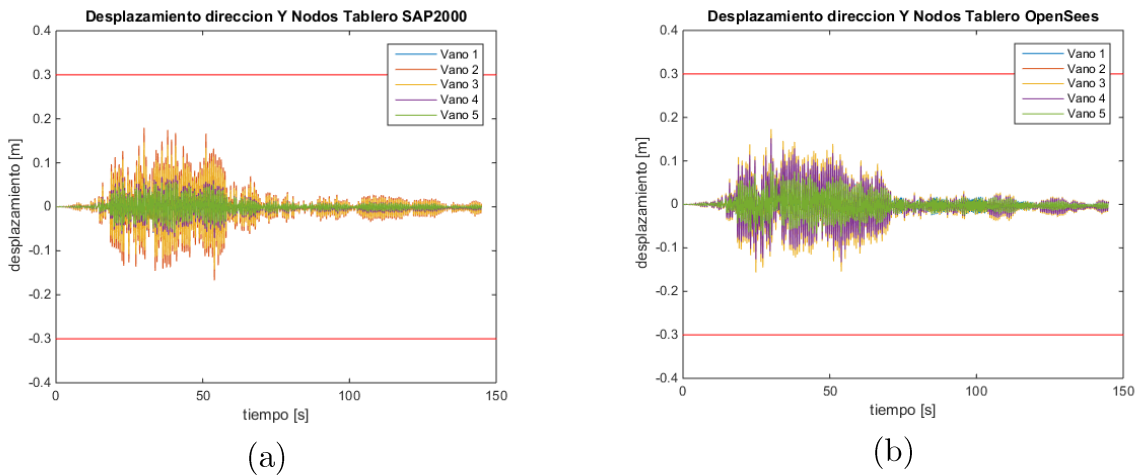 Desplazamiento direccion Y Nodos Tablero SAP2000
0.4
0.3
0.2
0.1
0
-0.1
-0.2
-0.3
-0.4
desplazamiento [m]
Vano 1
Vano 2
Vano 3
Vano 4
Vano 5
0 50 100 150
tiempo [s]
(a)
Desplazamiento direccion Y Nodos Tablero OpenSees
0.4
0.3
0.2
0.1
0
-0.1
-0.2
-0.3
-0.4
desplazamiento [m]
Vano 1
Vano 2
Vano 3
Vano 4
Vano 5
0 50 100 150
tiempo [s]
(b)